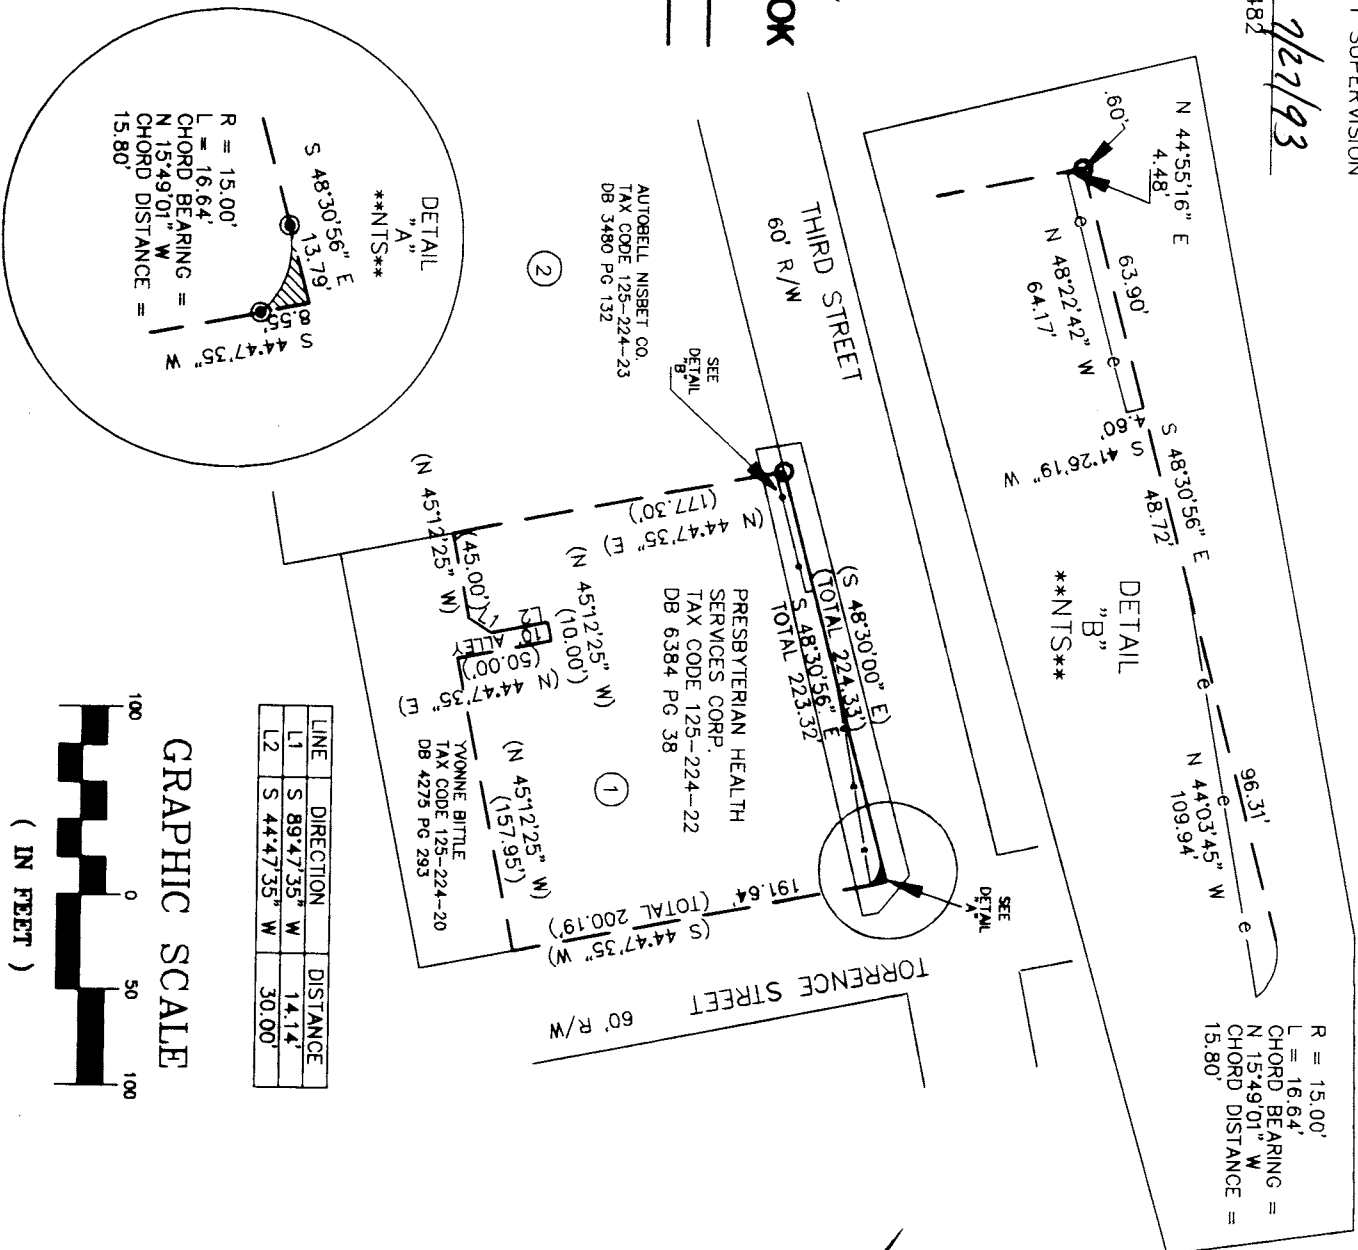 SUPERVISION
482
7/27/93
OK
N 44°55'16" E
4.48'
.60'
63.90'
N 48°22'42" W
64.17'
S 41°26'19" W
4.60'
S 48°30'56" E
48.72'
DETAIL
"B"
**NTS**
96.31'
N 44°03'45" W
109.94'
R = 15.00'
L = 16.64'
CHORD BEARING =
N 15°49'01" W
CHORD DISTANCE =
15.80'
THIRD STREET
60' R/W
SEE
DETAIL
"B"
AUTOBELL NISBET CO.
TAX CODE 125-224-23
DB 3480 PG 132
2
DETAIL
"A"
**NTS**
S 48°30'56" E
13.79'
8.55'
S 44°47'35" W
R = 15.00'
L = 16.64'
CHORD BEARING =
N 15°49'01" W
CHORD DISTANCE =
15.80'
(S 48°30'00" E)
(TOTAL 224.33')
S 48°30'56" E
TOTAL 223.32'
(N 44°47'35" E)
(177.30')
PRESBYTERIAN HEALTH
SERVICES CORP.
TAX CODE 125-224-22
DB 6384 PG 38
1
(N 45°12'25" W)
(10.00')
(N 45°12'25" W)
(45.00')
L1
L2
10'
ALLEY
(N 44°47'35" E)
(50.00')
(N 45°12'25" W)
(157.95')
YVONNE BITTLE
TAX CODE 125-224-20
DB 4275 PG 293
191.64'
(TOTAL 200.19')
(S 44°47'35" W)
SEE
DETAIL
"A"
TORRENCE STREET
60' R/W
LINE DIRECTION DISTANCE
L1 S 89°47'35" W 14.14'
L2 S 44°47'35" W 30.00'
GRAPHIC SCALE
100 0 50 100
( IN FEET )